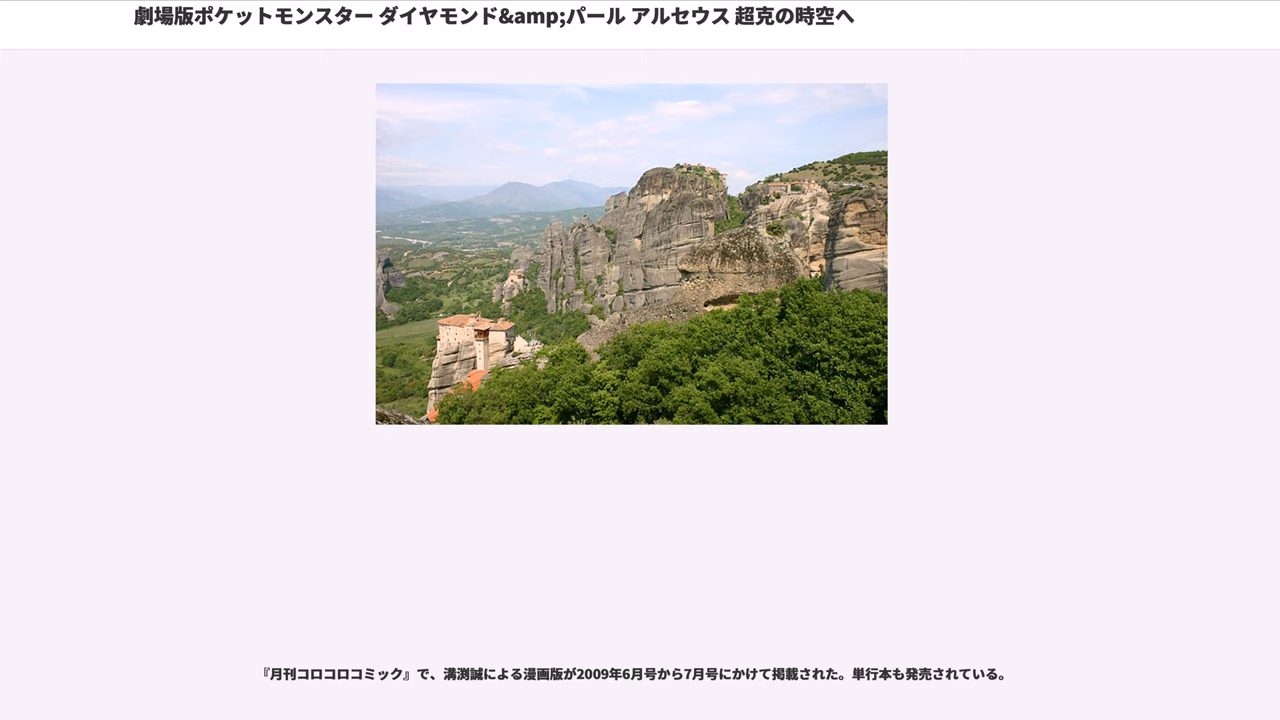 劇場版ポケットモンスター ダイヤモンド&amp;パール アルセウス 超克の時空へ
『月刊コロコロコミック』で、溝渕誠による漫画版が2009年6月号から7月号にかけて掲載された。単行本も発売されている。